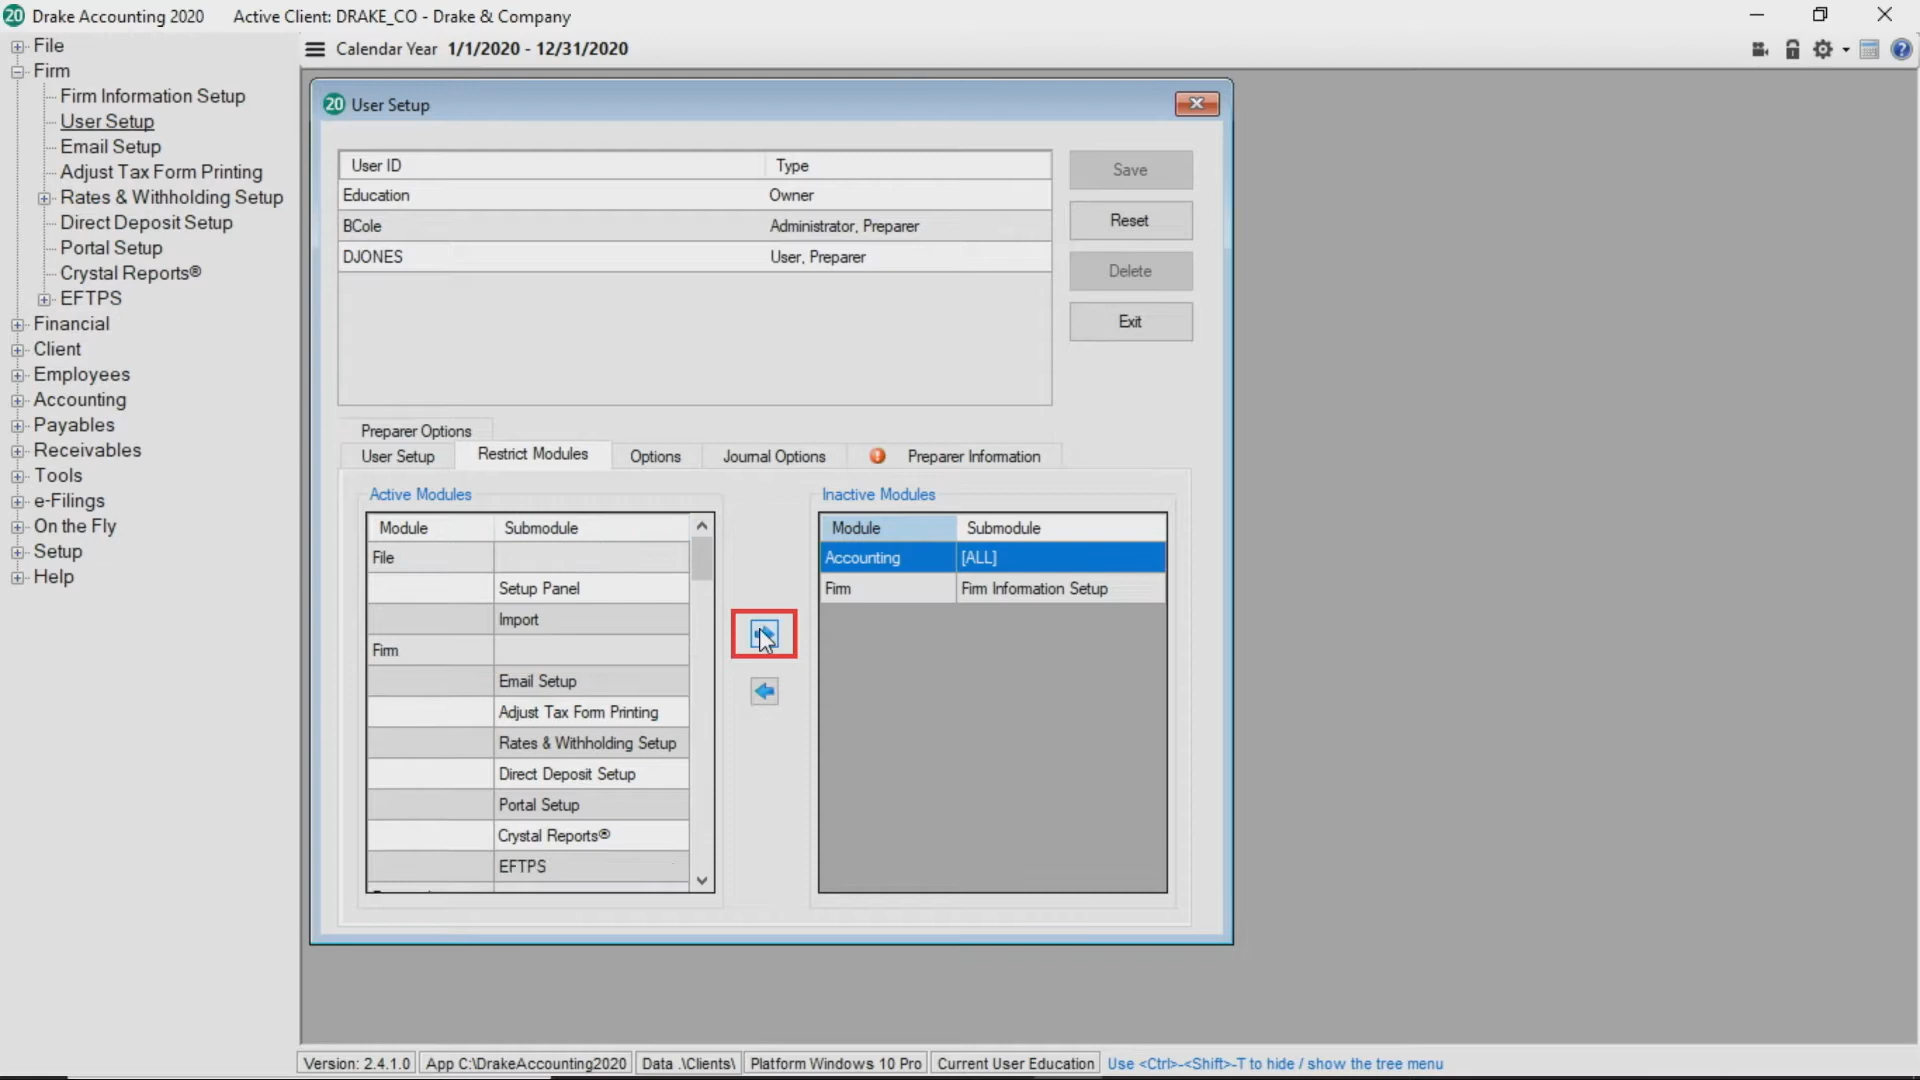 20 Drake Accounting 2020 Active Client: DRAKE_CO - Drake & Company
File
Firm
Firm Information Setup
User Setup
Email Setup
Adjust Tax Form Printing
Rates & Withholding Setup
Direct Deposit Setup
Portal Setup
Crystal Reports®
EFTPS
Financial
Client
Employees
Accounting
Payables
Receivables
Tools
e-Filings
On the Fly
Setup
Help
Calendar Year 1/1/2020 - 12/31/2020
20 User Setup
User ID Type
Education Owner
BCole Administrator, Preparer
DJONES User, Preparer
Save
Reset
Delete
Exit
Preparer Options
User Setup Restrict Modules Options Journal Options Preparer Information
Active Modules
Module Submodule
File
Setup Panel
Import
Firm
Email Setup
Adjust Tax Form Printing
Rates & Withholding Setup
Direct Deposit Setup
Portal Setup
Crystal Reports®
EFTPS
Inactive Modules
Module Submodule
Accounting [ALL]
Firm Firm Information Setup
Version: 2.4.1.0 App C:\DrakeAccounting2020 Data .\Clients\ Platform Windows 10 Pro Current User Education Use <Ctrl>-<Shift>-T to hide / show the tree menu